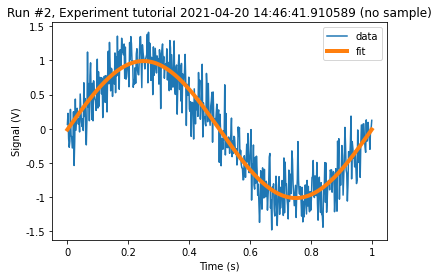 Run #2, Experiment tutorial 2021-04-20 14:46:41.910589 (no sample)
1.5
1
0.5
0
-0.5
-1
-1.5
Signal (V)
data
fit
0
0.2
0.4
0.6
0.8
1
Time (s)